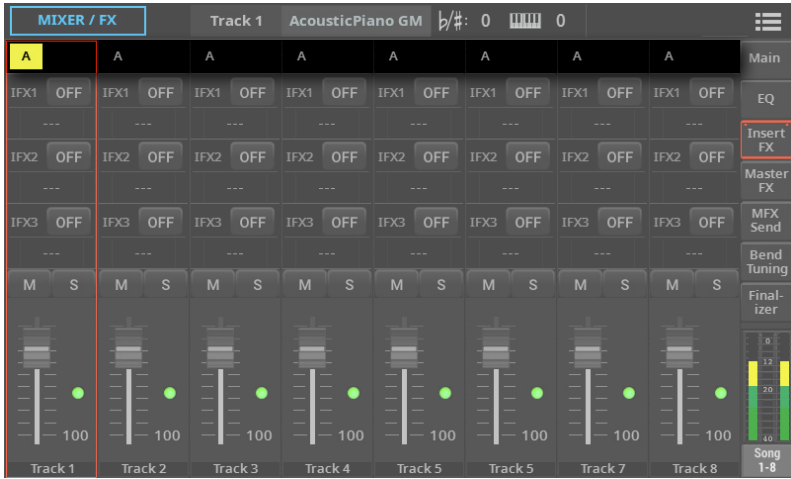 MIXER / FX Track 1 AcousticPiano GM ♭/♯: 0 0
A A A A A A A A Main
IFX1 OFF IFX1 OFF IFX1 OFF IFX1 OFF IFX1 OFF IFX1 OFF IFX1 OFF IFX1 OFF EQ
--- --- --- --- --- --- --- ---
Insert
FX
IFX2 OFF IFX2 OFF IFX2 OFF IFX2 OFF IFX2 OFF IFX2 OFF IFX2 OFF IFX2 OFF
--- --- --- --- --- --- --- ---
Master
FX
IFX3 OFF IFX3 OFF IFX3 OFF IFX3 OFF IFX3 OFF IFX3 OFF IFX3 OFF IFX3 OFF
MFX
Send
--- --- --- --- --- --- --- ---
Bend
Tuning
M S M S M S M S M S M S M S M S
Final-
izer
0
12
20
100 100 100 100 100 100 100 100 40
Track 1 Track 2 Track 3 Track 4 Track 5 Track 5 Track 7 Track 8
Song
1-8